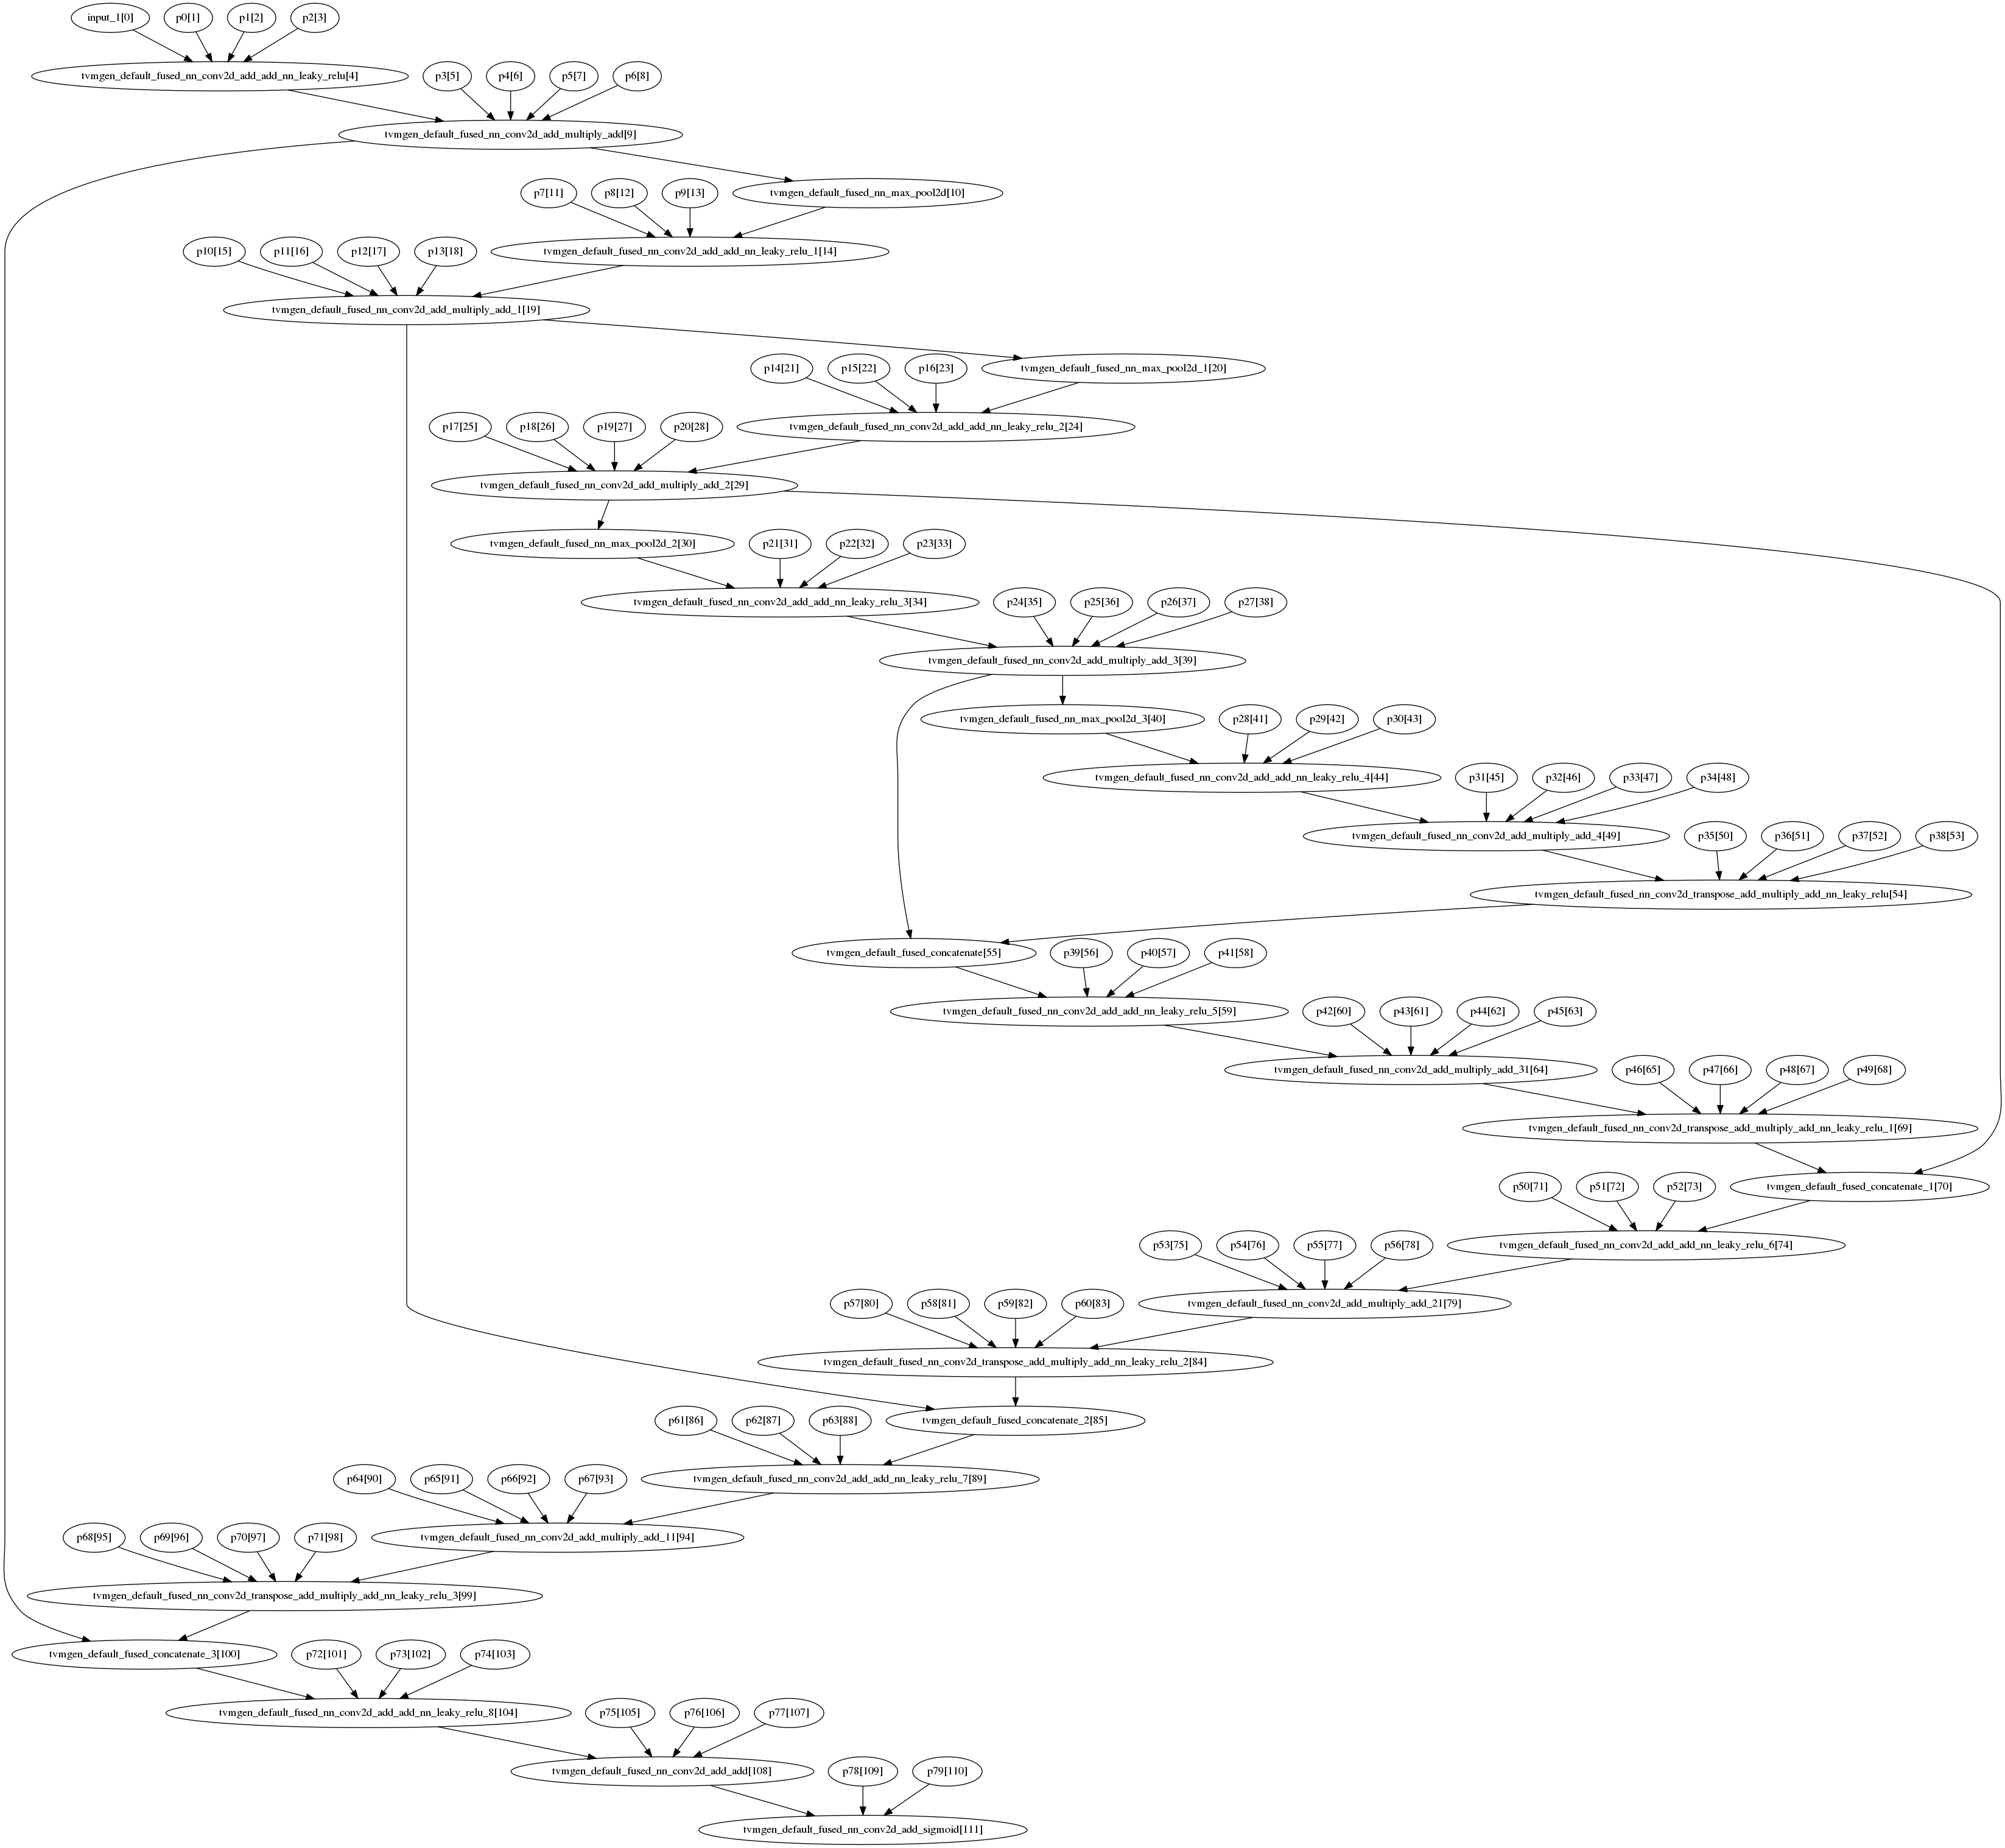 input_1[0] p0[1] p1[2] p2[3]
tvmgen_default_fused_nn_conv2d_add_add_nn_leaky_relu[4] p3[5] p4[6] p5[7] p6[8]
tvmgen_default_fused_nn_conv2d_add_multiply_add[9]
p7[11] p8[12] p9[13] tvmgen_default_fused_nn_max_pool2d[10]
p10[15] p11[16] p12[17] p13[18] tvmgen_default_fused_nn_conv2d_add_add_nn_leaky_relu_1[14]
tvmgen_default_fused_nn_conv2d_add_multiply_add_1[19]
p14[21] p15[22] p16[23] tvmgen_default_fused_nn_max_pool2d_1[20]
p17[25] p18[26] p19[27] p20[28] tvmgen_default_fused_nn_conv2d_add_add_nn_leaky_relu_2[24]
tvmgen_default_fused_nn_conv2d_add_multiply_add_2[29]
tvmgen_default_fused_nn_max_pool2d_2[30] p21[31] p22[32] p23[33]
tvmgen_default_fused_nn_conv2d_add_add_nn_leaky_relu_3[34] p24[35] p25[36] p26[37] p27[38]
tvmgen_default_fused_nn_conv2d_add_multiply_add_3[39]
tvmgen_default_fused_nn_max_pool2d_3[40] p28[41] p29[42] p30[43]
tvmgen_default_fused_nn_conv2d_add_add_nn_leaky_relu_4[44] p31[45] p32[46] p33[47] p34[48]
tvmgen_default_fused_nn_conv2d_add_multiply_add_4[49] p35[50] p36[51] p37[52] p38[53]
tvmgen_default_fused_nn_conv2d_transpose_add_multiply_add_nn_leaky_relu[54]
tvmgen_default_fused_concatenate[55] p39[56] p40[57] p41[58]
tvmgen_default_fused_nn_conv2d_add_add_nn_leaky_relu_5[59] p42[60] p43[61] p44[62] p45[63]
tvmgen_default_fused_nn_conv2d_add_multiply_add_31[64] p46[65] p47[66] p48[67] p49[68]
tvmgen_default_fused_nn_conv2d_transpose_add_multiply_add_nn_leaky_relu_1[69]
p50[71] p51[72] p52[73] tvmgen_default_fused_concatenate_1[70]
p53[75] p54[76] p55[77] p56[78] tvmgen_default_fused_nn_conv2d_add_add_nn_leaky_relu_6[74]
p57[80] p58[81] p59[82] p60[83] tvmgen_default_fused_nn_conv2d_add_multiply_add_21[79]
tvmgen_default_fused_nn_conv2d_transpose_add_multiply_add_nn_leaky_relu_2[84]
p61[86] p62[87] p63[88] tvmgen_default_fused_concatenate_2[85]
p64[90] p65[91] p66[92] p67[93] tvmgen_default_fused_nn_conv2d_add_add_nn_leaky_relu_7[89]
p68[95] p69[96] p70[97] p71[98] tvmgen_default_fused_nn_conv2d_add_multiply_add_11[94]
tvmgen_default_fused_nn_conv2d_transpose_add_multiply_add_nn_leaky_relu_3[99]
tvmgen_default_fused_concatenate_3[100] p72[101] p73[102] p74[103]
tvmgen_default_fused_nn_conv2d_add_add_nn_leaky_relu_8[104] p75[105] p76[106] p77[107]
tvmgen_default_fused_nn_conv2d_add_add[108] p78[109] p79[110]
tvmgen_default_fused_nn_conv2d_add_sigmoid[111]